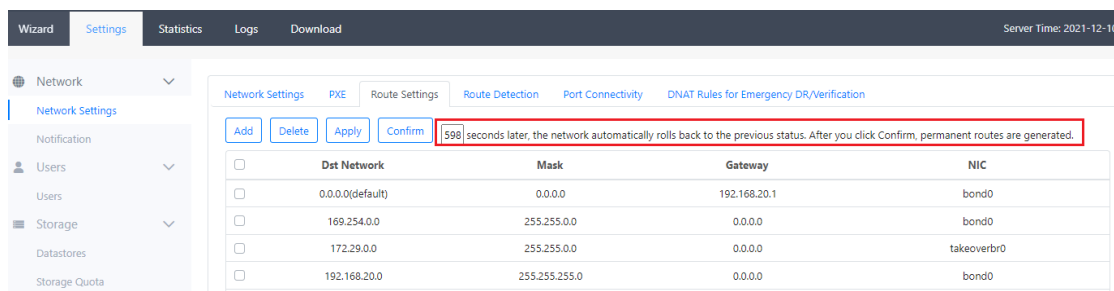 Wizard Settings Statistics Logs Download Server Time: 2021-12-10
Network
Network Settings
Notification
Users
Users
Storage
Datastores
Storage Quota
Network Settings PXE Route Settings Route Detection Port Connectivity DNAT Rules for Emergency DR/Verification
Add Delete Apply Confirm 598 seconds later, the network automatically rolls back to the previous status. After you click Confirm, permanent routes are generated.
Dst Network Mask Gateway NIC
0.0.0.0(default) 0.0.0.0 192.168.20.1 bond0
169.254.0.0 255.255.0.0 0.0.0.0 bond0
172.29.0.0 255.255.0.0 0.0.0.0 takeoverbr0
192.168.20.0 255.255.255.0 0.0.0.0 bond0